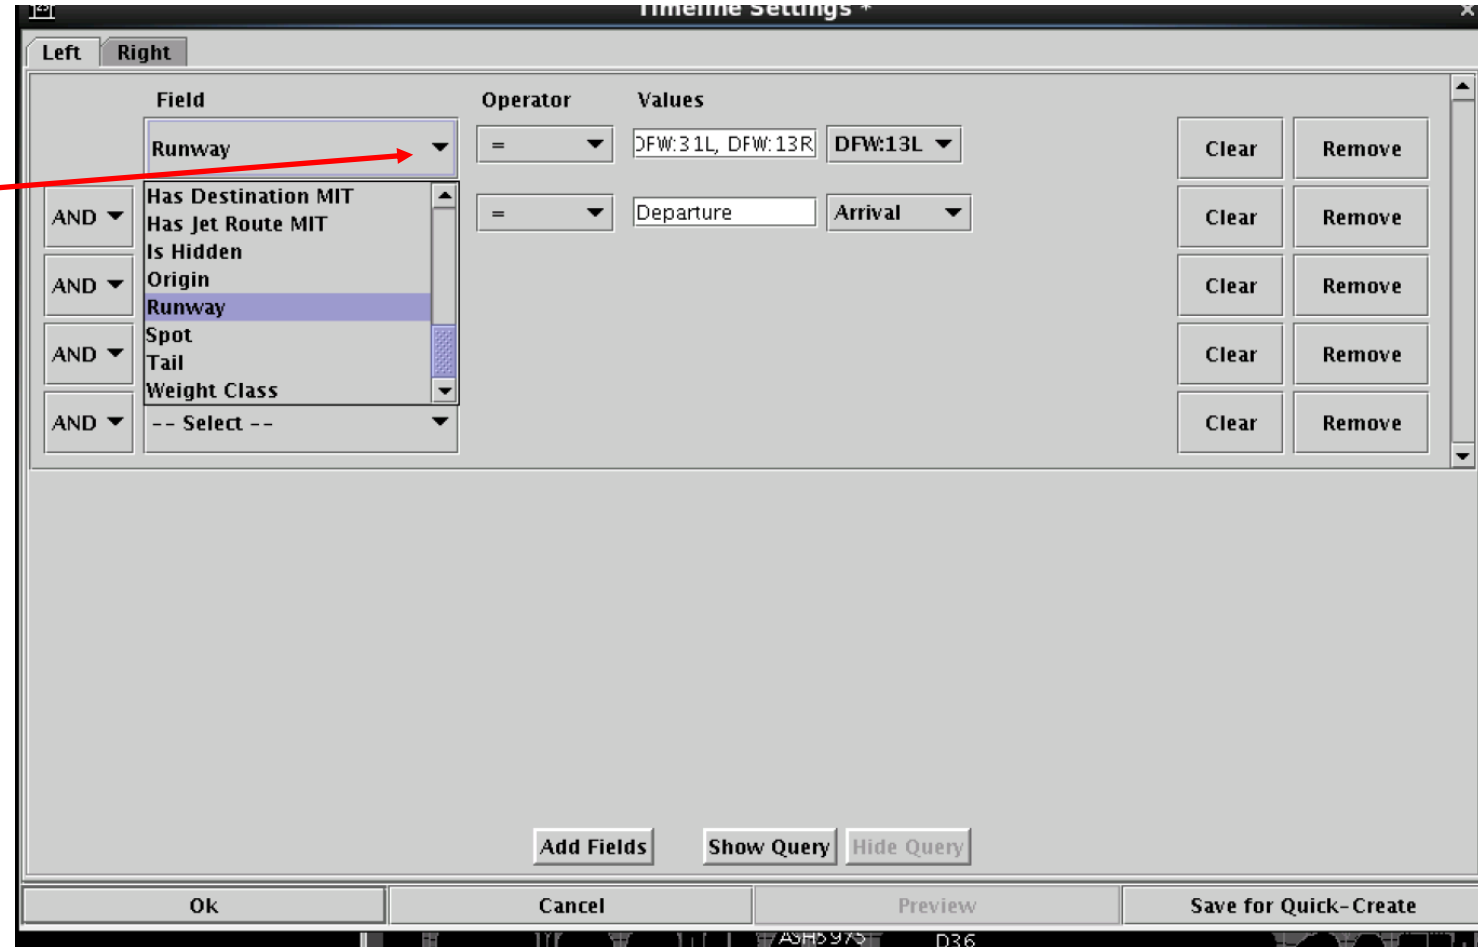 Timeline Settings *
Left Right
Field Operator Values
Runway = DFW:31L, DFW:13R DFW:13L Clear Remove
Has Destination MIT
AND = Departure Arrival Clear Remove
Has Jet Route MIT
Is Hidden
AND Origin Clear Remove
Runway
Spot
AND Tail Clear Remove
Weight Class
AND -- Select -- Clear Remove
Add Fields Show Query Hide Query
Ok Cancel Preview Save for Quick-Create
ASH5975 D36